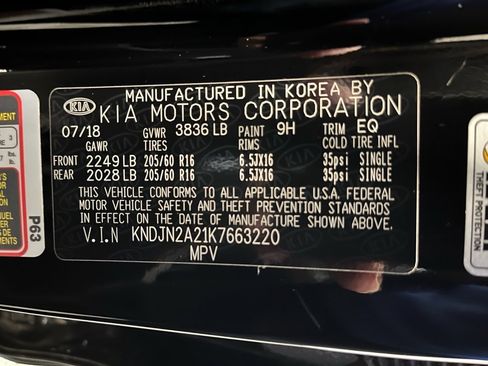 MANUFACTURED IN KOREA BY
KIA KIA MOTORS CORPORATION
07/18 GVWR 3836 LB PAINT 9H TRIM EQ
GAWR TIRES RIMS COLD TIRE INFL
FRONT 2249 LB 205/60 R16 6.5JX16 35psi SINGLE
REAR 2028 LB 205/60 R16 6.5JX16 35psi SINGLE
THIS VEHICLE CONFORMS TO ALL APPLICABLE U.S.A. FEDERAL
MOTOR VEHICLE SAFETY AND THEFT PREVENTION STANDARDS
IN EFFECT ON THE DATE OF MANUFACTURE SHOWN ABOVE.
V.I.N KNDJN2A21K7663220
MPV
P63
THEFT PROTECTION